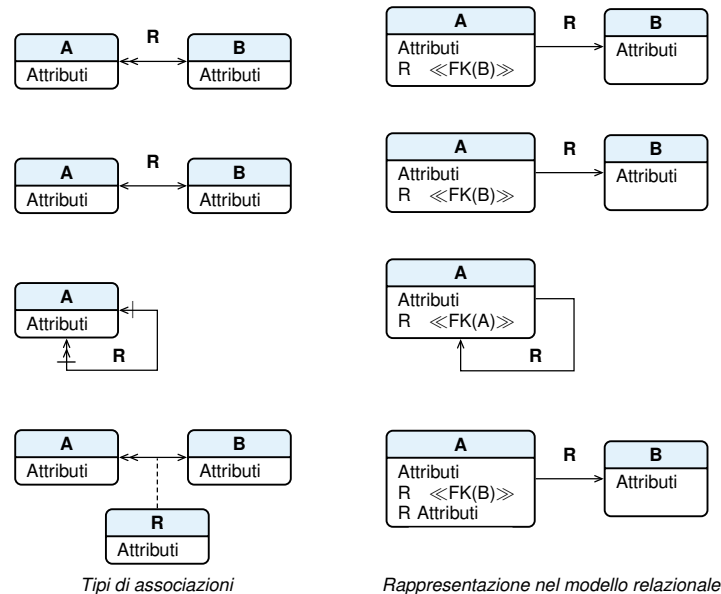 R
A
B
Attributi
Attributi
A
Attributi
R ≪FK(B)≫
R
B
Attributi
R
A
B
Attributi
Attributi
A
Attributi
R ≪FK(B)≫
R
B
Attributi
A
Attributi
R
A
Attributi
R ≪FK(A)≫
R
A
B
Attributi
Attributi
R
Attributi
A
Attributi
R ≪FK(B)≫
R Attributi
R
B
Attributi
Tipi di associazioni
Rappresentazione nel modello relazionale